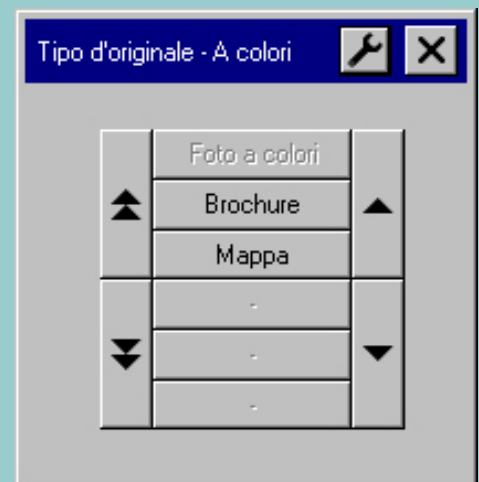 Tipo d'originale - A colori
Foto a colori
Brochure
Mappa
-
-
-